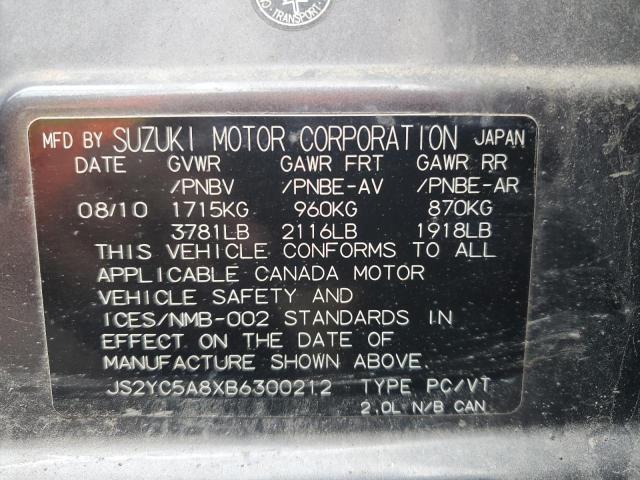 TRANSPORT
MFD BY SUZUKI MOTOR CORPORATION JAPAN
DATE GVWR GAWR FRT GAWR RR
/PNBV /PNBE-AV /PNBE-AR
08/10 1715KG 960KG 870KG
3781LB 2116LB 1918LB
THIS VEHICLE CONFORMS TO ALL
APPLICABLE CANADA MOTOR
VEHICLE SAFETY AND
ICES/NMB-002 STANDARDS IN
EFFECT ON THE DATE OF
MANUFACTURE SHOWN ABOVE.
JS2YC5A8XB6300212 TYPE PC/VT
2.0L N/B CAN